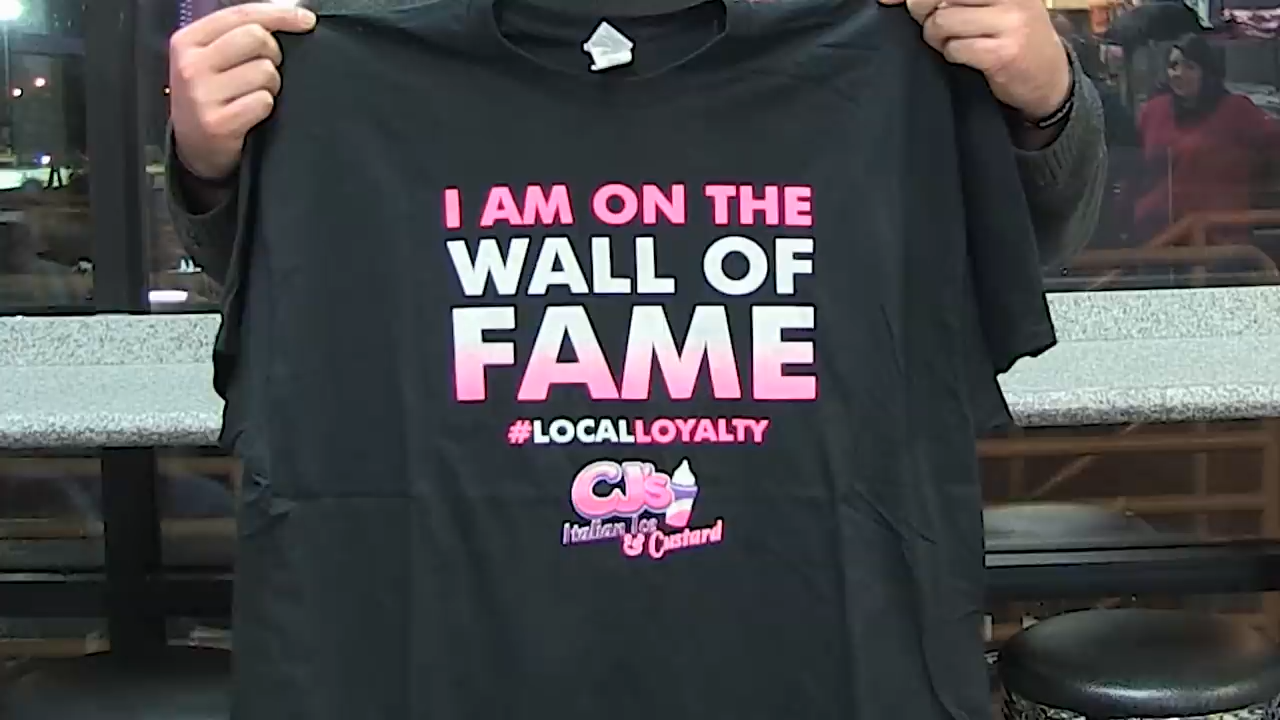 I AM ON THE
WALL OF
FAME
#LOCALLOYALTY
CJ's
Italian Ice
& Custard